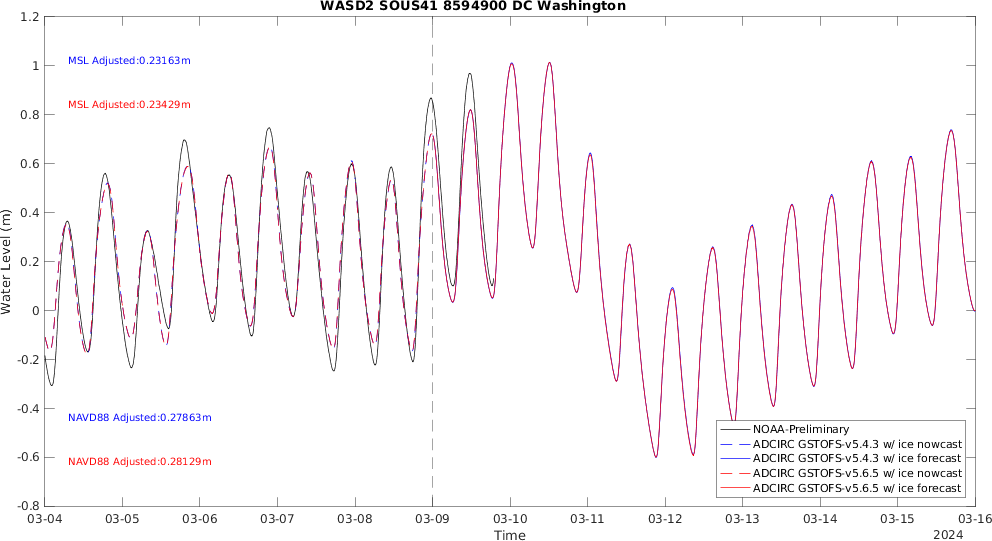 WASD2 SOUS41 8594900 DC Washington
1.2
1
0.8
0.6
0.4
0.2
0
-0.2
-0.4
-0.6
-0.8
Water Level (m)
MSL Adjusted:0.23163m
MSL Adjusted:0.23429m
NAVD88 Adjusted:0.27863m
NAVD88 Adjusted:0.28129m
NOAA-Preliminary
ADCIRC GSTOFS-v5.4.3 w/ ice nowcast
ADCIRC GSTOFS-v5.4.3 w/ ice forecast
ADCIRC GSTOFS-v5.6.5 w/ ice nowcast
ADCIRC GSTOFS-v5.6.5 w/ ice forecast
03-04 03-05 03-06 03-07 03-08 03-09 03-10 03-11 03-12 03-13 03-14 03-15 03-16
Time
2024